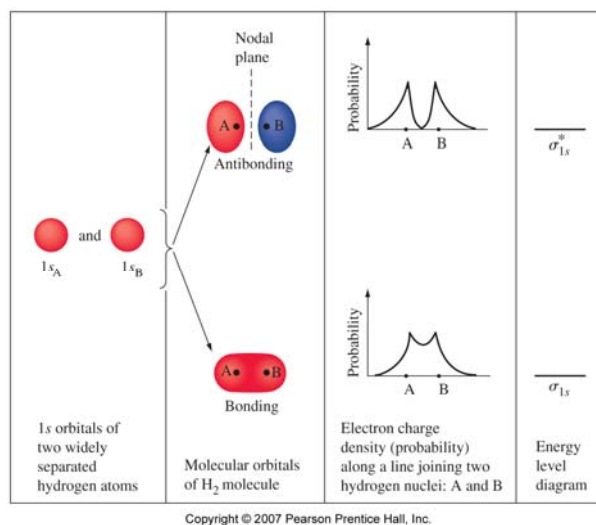 Nodal
plane
A B
Antibonding
Probability
A B
σ*1s
and
1sA 1sB
A B
Bonding
Probability
A B
σ1s
1s orbitals of
two widely
separated
hydrogen atoms
Molecular orbitals
of H2 molecule
Electron charge
density (probability)
along a line joining two
hydrogen nuclei: A and B
Energy
level
diagram
Copyright © 2007 Pearson Prentice Hall, Inc.